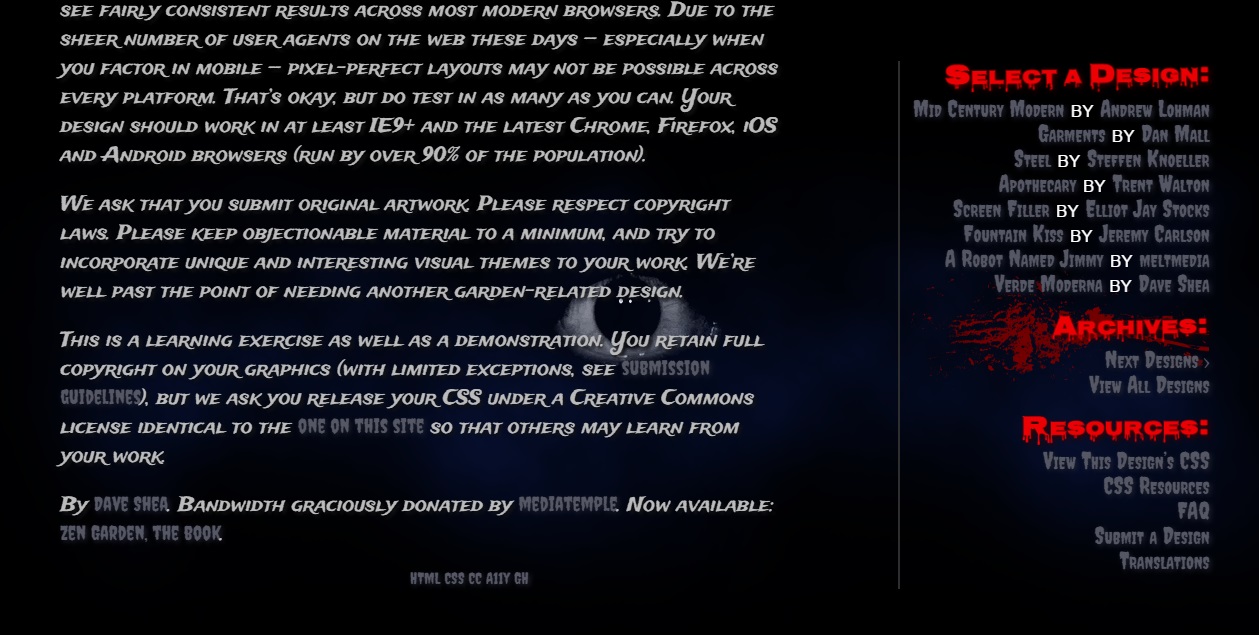 see fairly consistent results across most modern browsers. Due to the
sheer number of user agents on the web these days — especially when
you factor in mobile — pixel-perfect layouts may not be possible across
every platform. That's okay, but do test in as many as you can. Your
design should work in at least IE9+ and the latest Chrome, Firefox, iOS
and Android browsers (run by over 90% of the population).
We ask that you submit original artwork. Please respect copyright
laws. Please keep objectionable material to a minimum, and try to
incorporate unique and interesting visual themes to your work. We're
well past the point of needing another garden-related design.
This is a learning exercise as well as a demonstration. You retain full
copyright on your graphics (with limited exceptions, see submission
guidelines), but we ask you release your CSS under a Creative Commons
license identical to the one on this site so that others may learn from
your work.
By Dave Shea. Bandwidth graciously donated by mediatemple. Now available:
Zen Garden, the book.
HTML CSS CC A11y GH
Select a Design:
Mid Century Modern by Andrew Lohman
Garments by Dan Mall
Steel by Steffen Knoeller
Apothecary by Trent Walton
Screen Filler by Elliot Jay Stocks
Fountain Kiss by Jeremy Carlson
A Robot Named Jimmy by meltmedia
Verde Moderna by Dave Shea
Archives:
Next Designs ›
View All Designs
Resources:
View This Design's CSS
CSS Resources
FAQ
Submit a Design
Translations